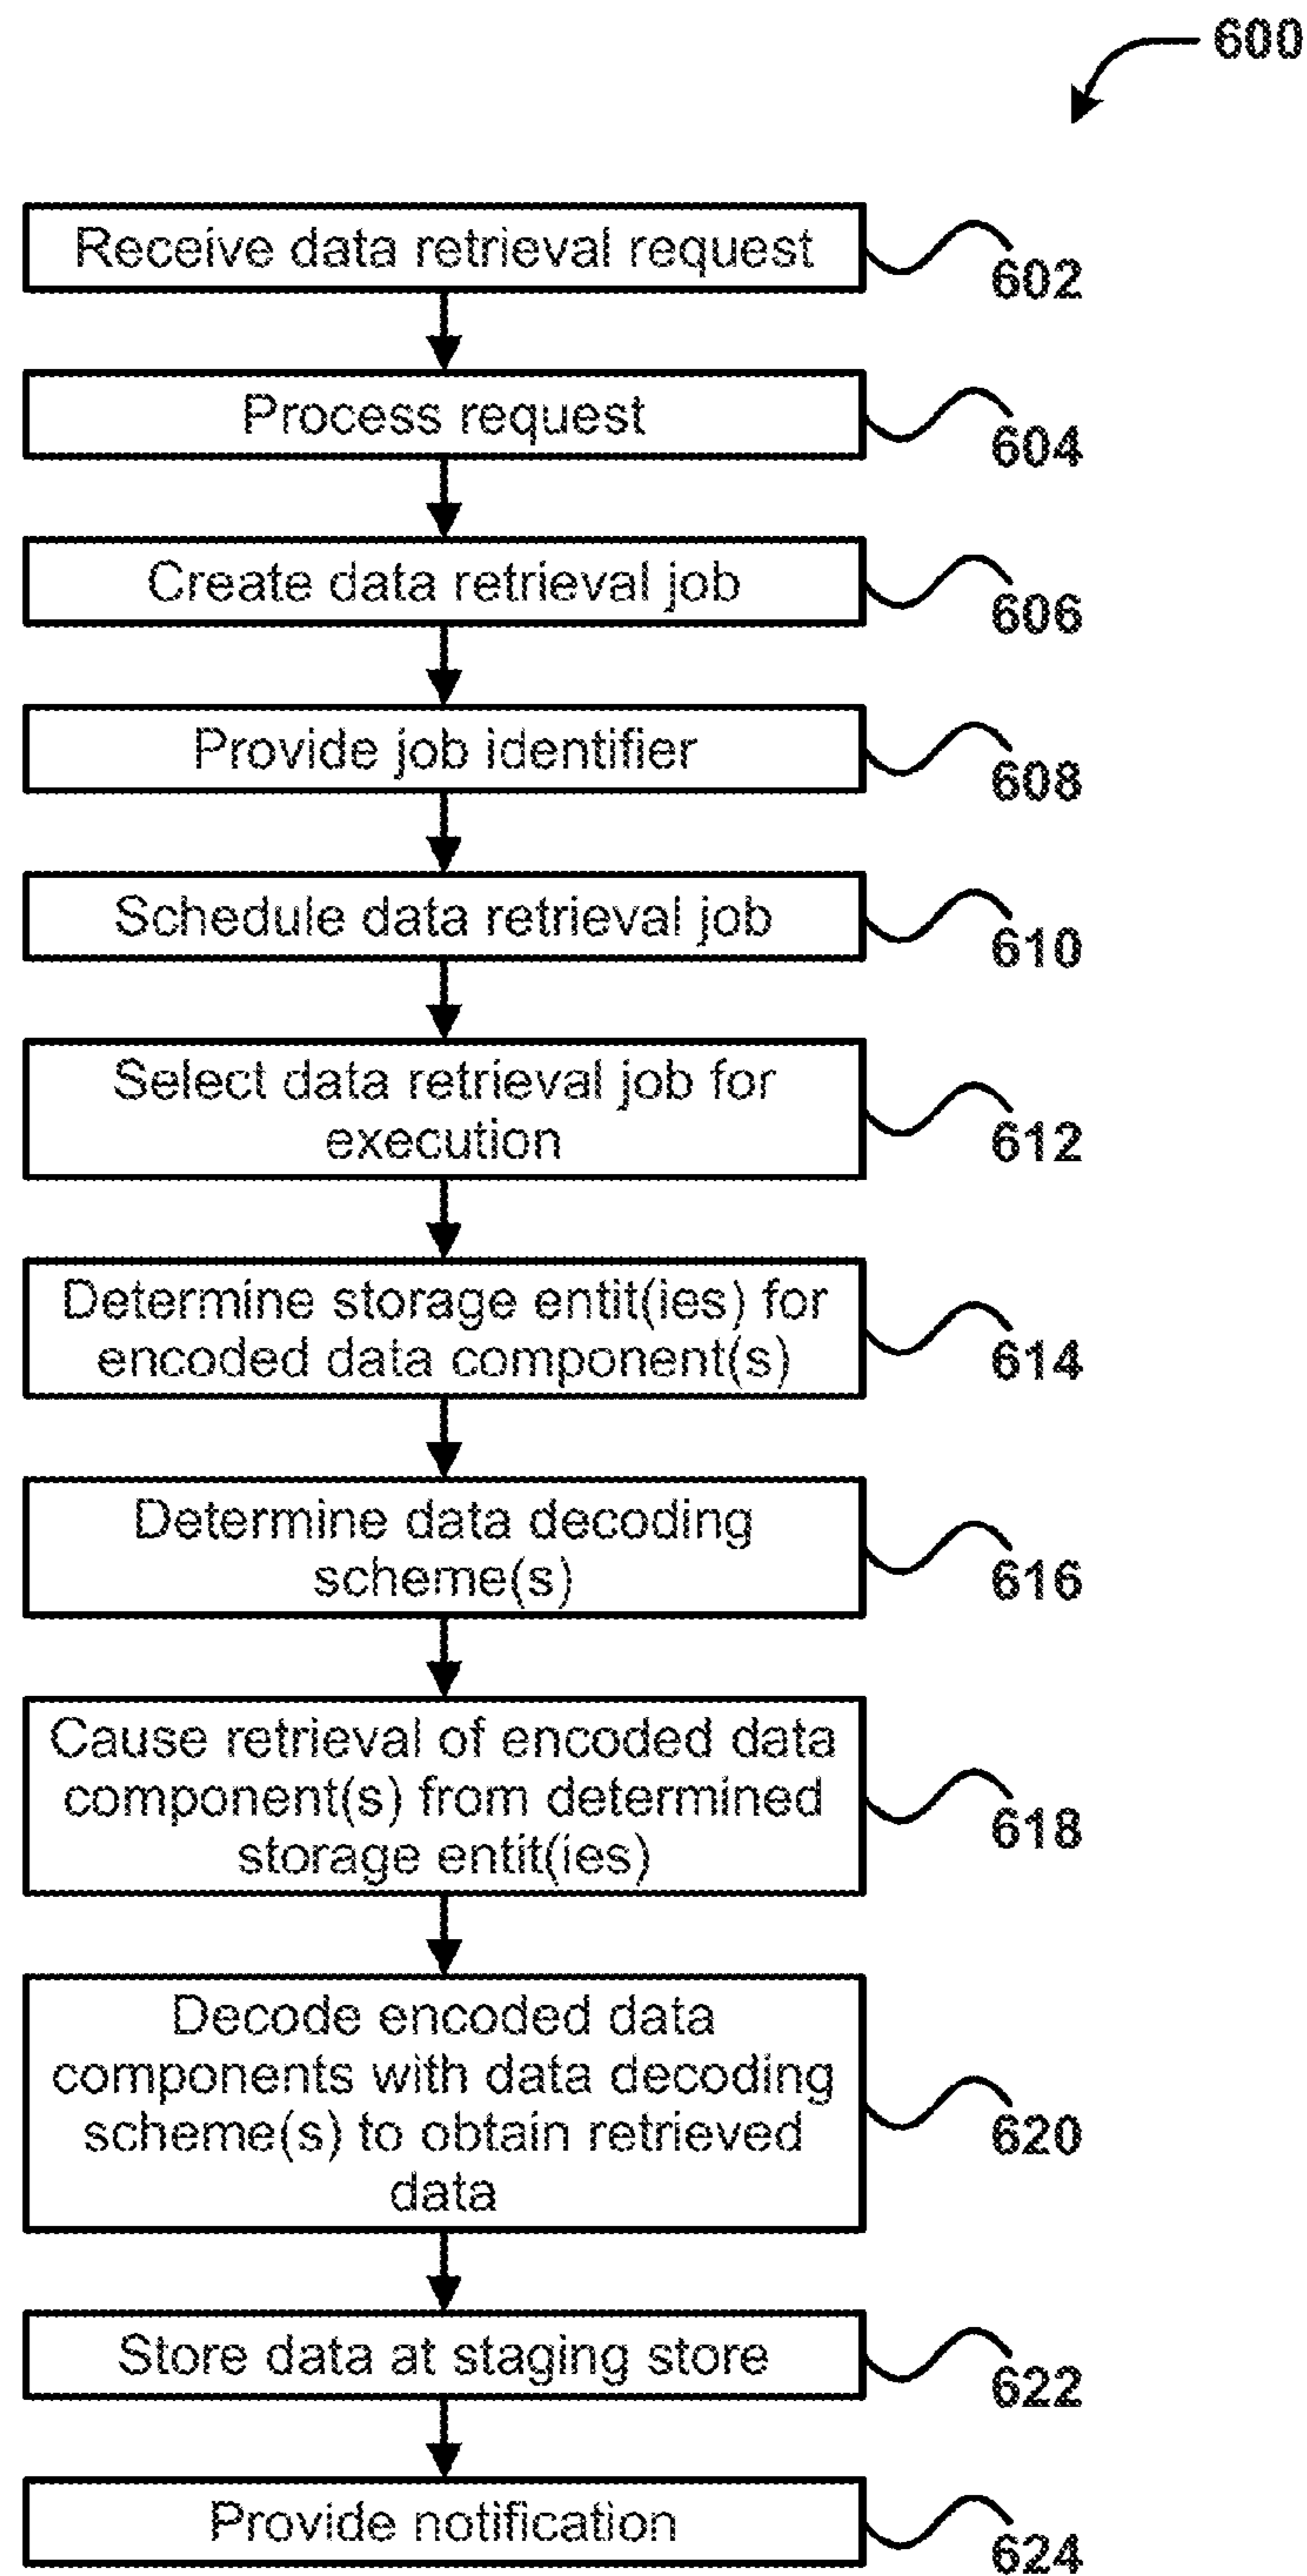 600
Receive data retrieval request
602
Process request
604
Create data retrieval job
606
Provide job identifier
608
Schedule data retrieval job
610
Select data retrieval job for
execution
612
Determine storage entit(ies) for
encoded data component(s)
614
Determine data decoding
scheme(s)
616
Cause retrieval of encoded data
component(s) from determined
storage entit(ies)
618
Decode encoded data
components with data decoding
scheme(s) to obtain retrieved
data
620
Store data at staging store
622
Provide notification
624